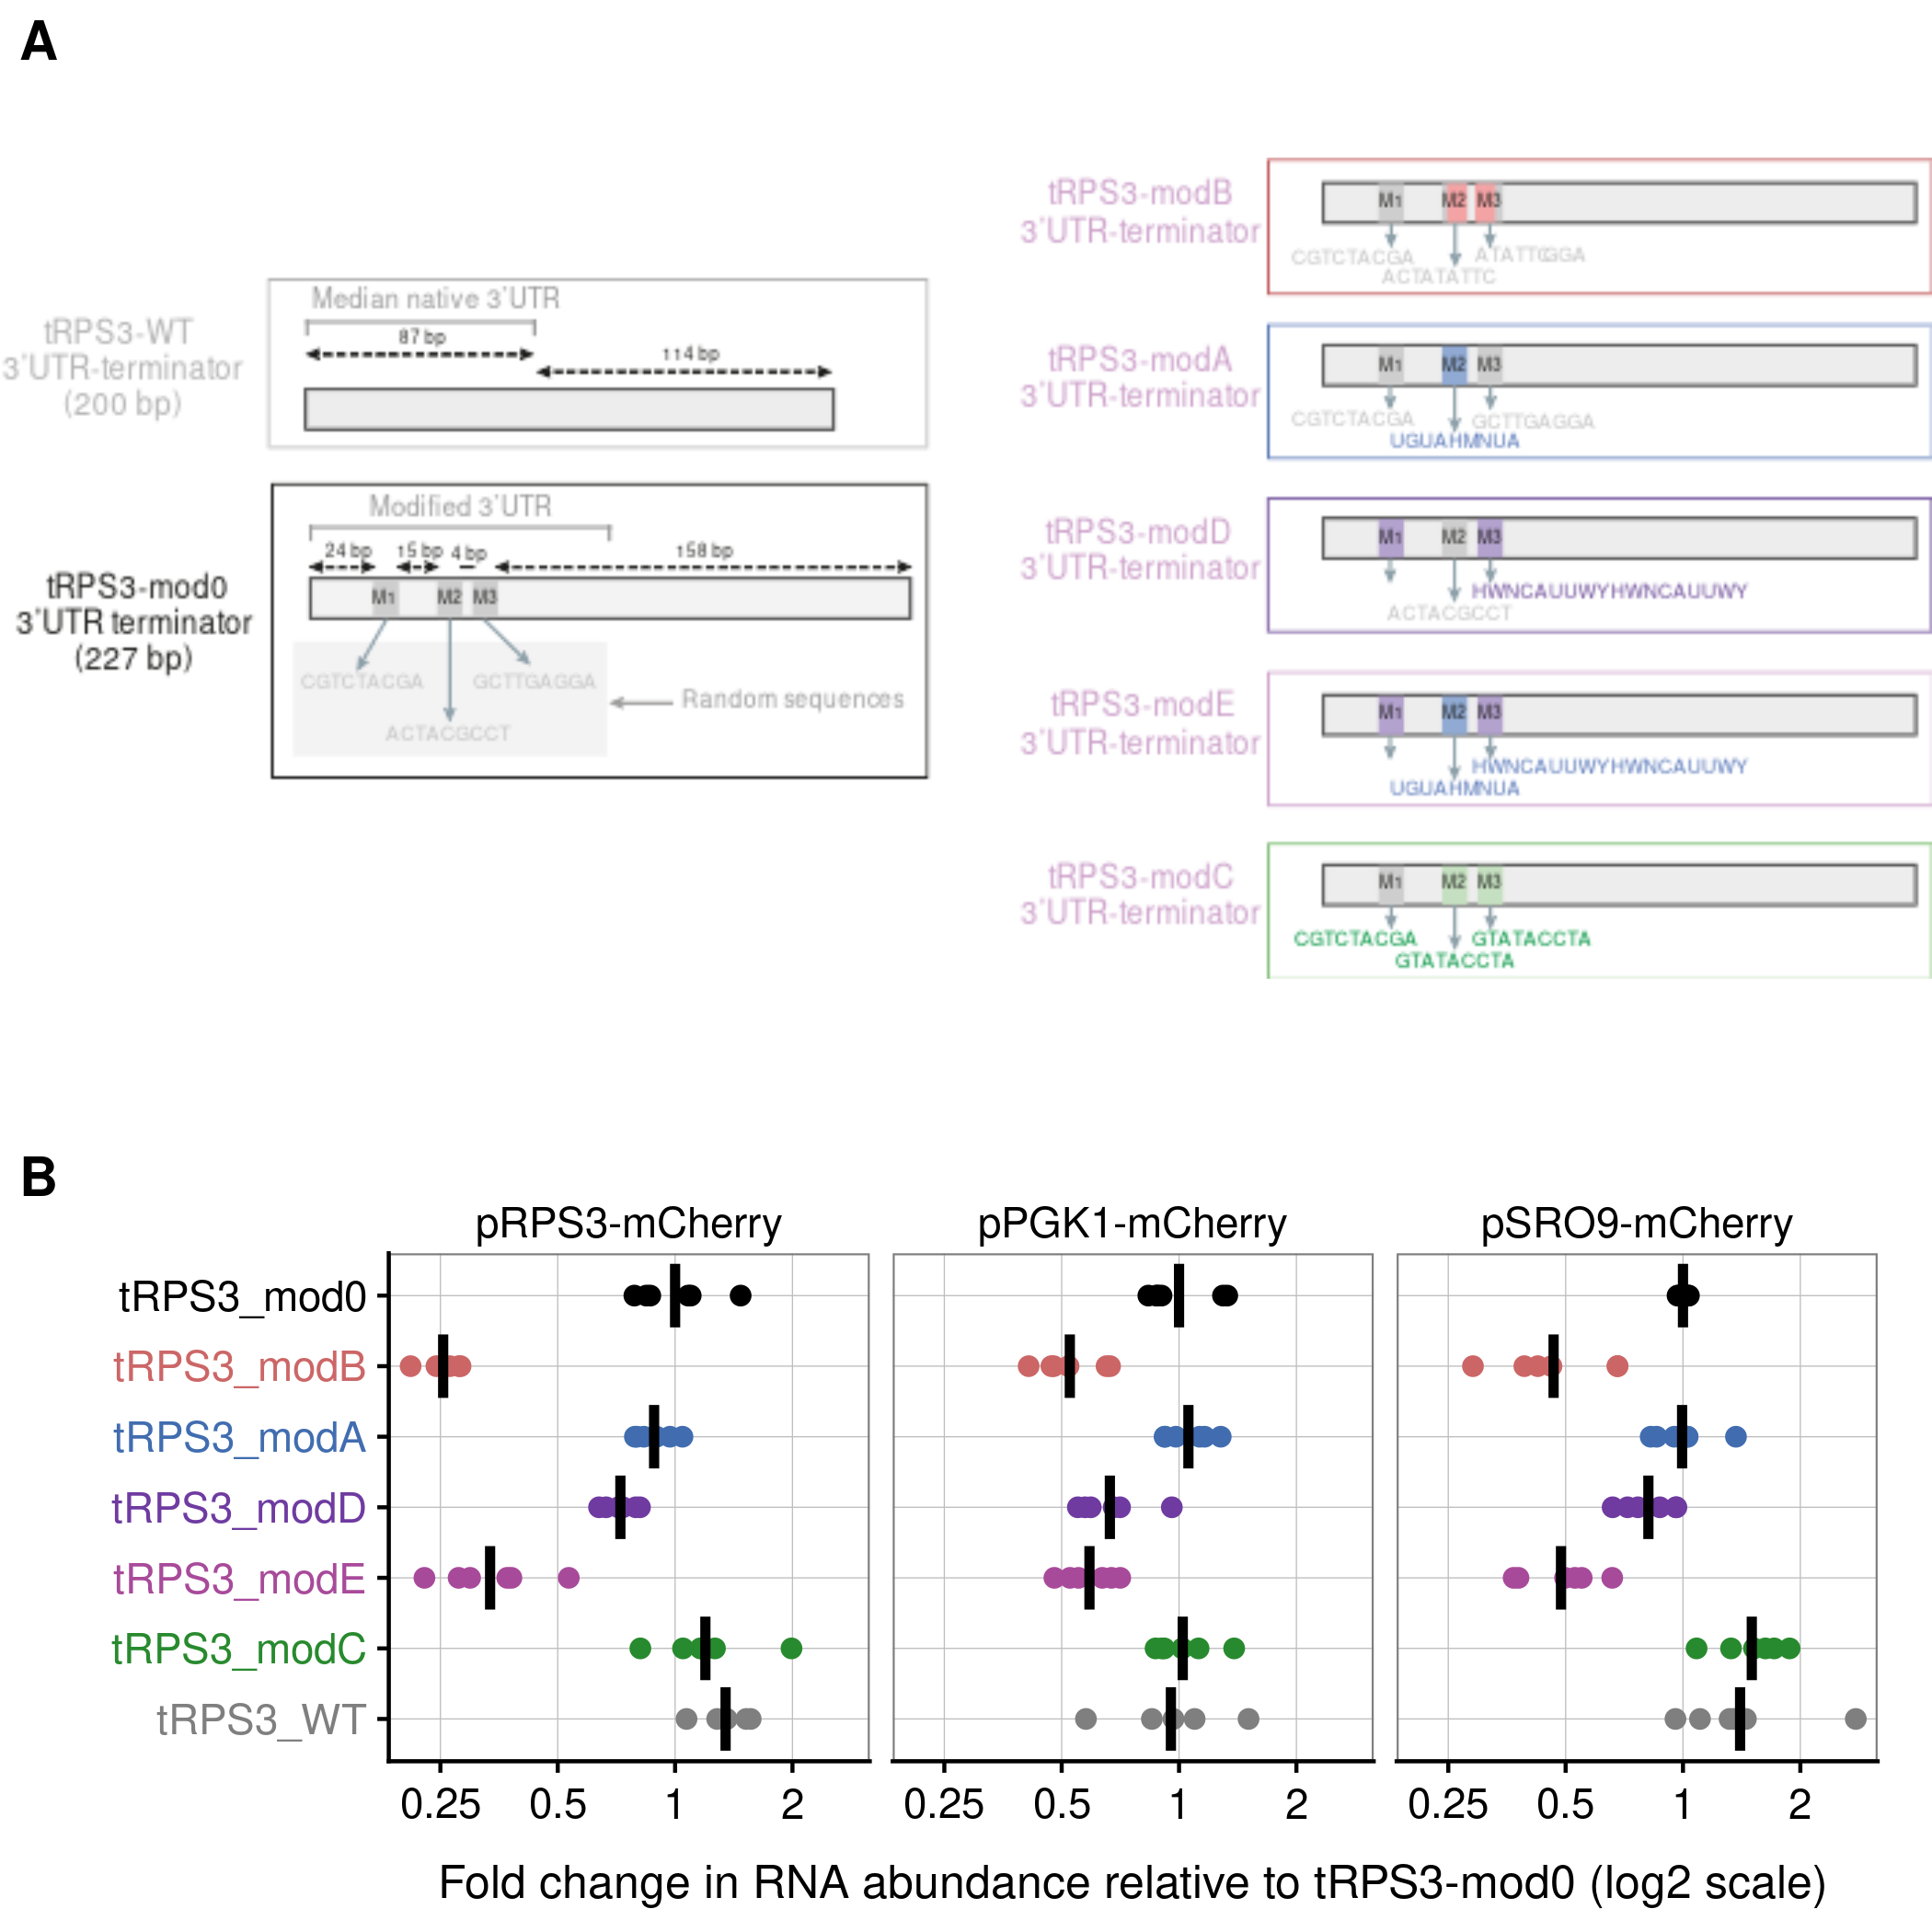 A
tRPS3-WT
3'UTR-terminator
(200 bp)
Median native 3'UTR
87 bp
114 bp
tRPS3-mod0
3'UTR terminator
(227 bp)
Modified 3'UTR
24 bp 15 bp 4 bp 158 bp
M1 M2 M3
CGTCTACGA GCTTGAGGA
ACTACGCCT
Random sequences
tRPS3-modB
3'UTR-terminator
M1 M2 M3
CGTCTACGA ATATTCGGA
ACTATATTC
tRPS3-modA
3'UTR-terminator
M1 M2 M3
CGTCTACGA GCTTGAGGA
UGUAHMNUA
tRPS3-modD
3'UTR-terminator
M1 M2 M3
HWNCAUUWYHWNCAUUWY
ACTACGCCT
tRPS3-modE
3'UTR-terminator
M1 M2 M3
HWNCAUUWYHWNCAUUWY
UGUAHMNUA
tRPS3-modC
3'UTR-terminator
M1 M2 M3
CGTCTACGA GTATACCTA
GTATACCTA
B
pRPS3-mCherry pPGK1-mCherry pSRO9-mCherry
tRPS3_mod0
tRPS3_modB
tRPS3_modA
tRPS3_modD
tRPS3_modE
tRPS3_modC
tRPS3_WT
0.25 0.5 1 2 0.25 0.5 1 2 0.25 0.5 1 2
Fold change in RNA abundance relative to tRPS3-mod0 (log2 scale)